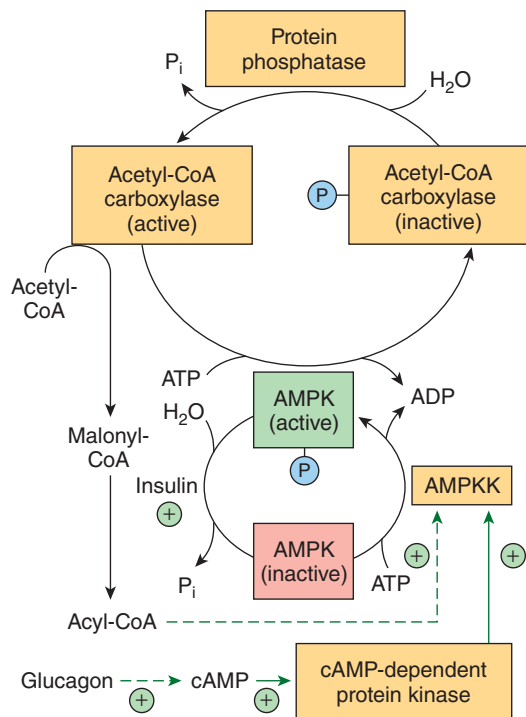 Protein
phosphatase
Pi
H2O
Acetyl-CoA
carboxylase
(active)
P
Acetyl-CoA
carboxylase
(inactive)
Acetyl-
CoA
ATP
ADP
H2O
AMPK
(active)
P
Malonyl-
CoA
Insulin
+
AMPKK
AMPK
(inactive)
Pi
ATP
+
+
Acyl-CoA
Glucagon
+
cAMP
+
cAMP-dependent
protein kinase